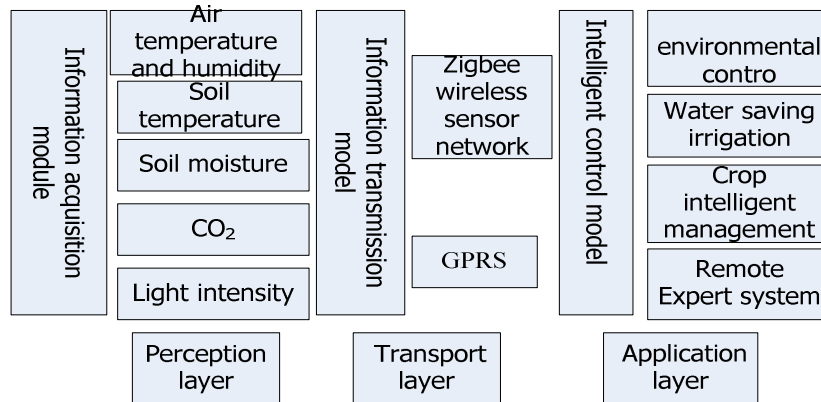 Information acquisition
module
Air
temperature
and humidity
Soil
temperature
Soil moisture
CO₂
Light intensity
Perception
layer
Information transmission
model
Zigbee
wireless
sensor
network
GPRS
Transport
layer
Intelligent control model
environmental
contro
Water saving
irrigation
Crop
intelligent
management
Remote
Expert system
Application
layer